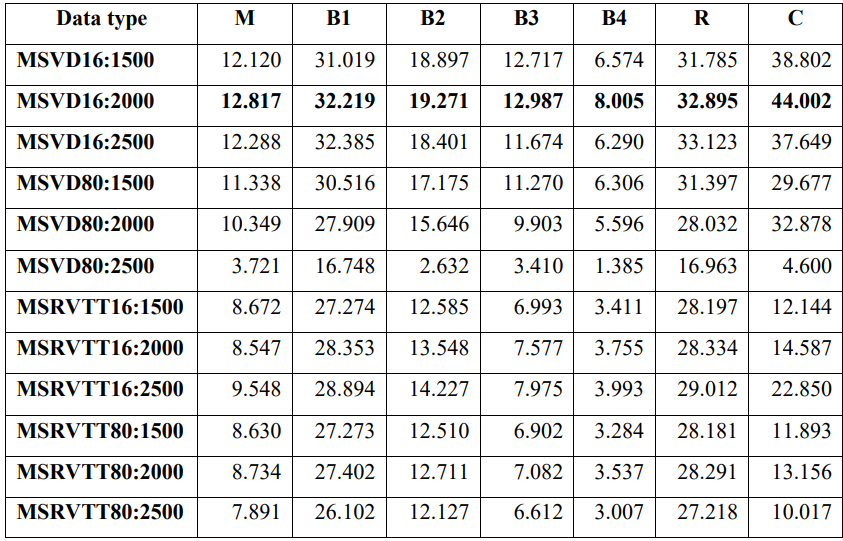 Data type M B1 B2 B3 B4 R C
MSVD16:1500 12.120 31.019 18.897 12.717 6.574 31.785 38.802
MSVD16:2000 12.817 32.219 19.271 12.987 8.005 32.895 44.002
MSVD16:2500 12.288 32.385 18.401 11.674 6.290 33.123 37.649
MSVD80:1500 11.338 30.516 17.175 11.270 6.306 31.397 29.677
MSVD80:2000 10.349 27.909 15.646 9.903 5.596 28.032 32.878
MSVD80:2500 3.721 16.748 2.632 3.410 1.385 16.963 4.600
MSRVTT16:1500 8.672 27.274 12.585 6.993 3.411 28.197 12.144
MSRVTT16:2000 8.547 28.353 13.548 7.577 3.755 28.334 14.587
MSRVTT16:2500 9.548 28.894 14.227 7.975 3.993 29.012 22.850
MSRVTT80:1500 8.630 27.273 12.510 6.902 3.284 28.181 11.893
MSRVTT80:2000 8.734 27.402 12.711 7.082 3.537 28.291 13.156
MSRVTT80:2500 7.891 26.102 12.127 6.612 3.007 27.218 10.017